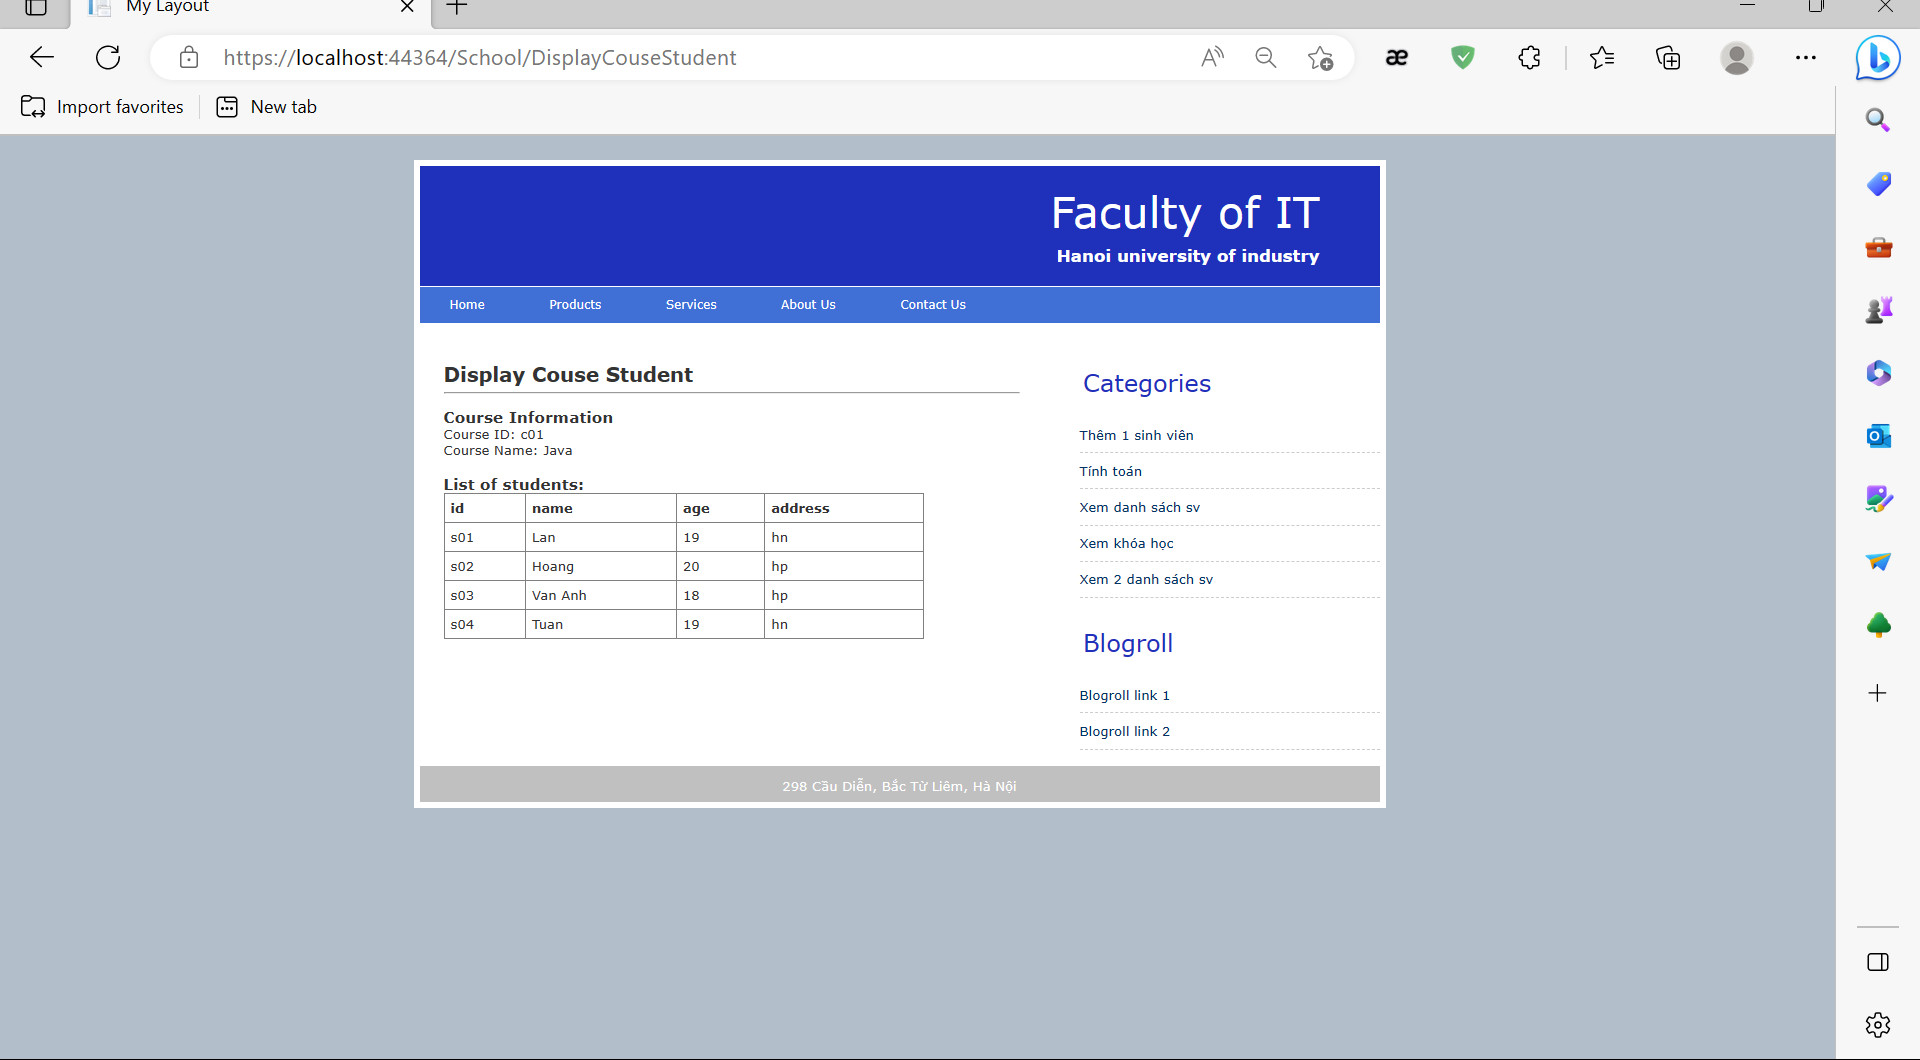 My Layout
https://localhost:44364/School/DisplayCouseStudent
Import favorites
New tab
Faculty of IT
Hanoi university of industry
Home Products Services About Us Contact Us
Display Couse Student
Course Information
Course ID: c01
Course Name: Java
List of students:
id name age address
s01 Lan 19 hn
s02 Hoang 20 hp
s03 Van Anh 18 hp
s04 Tuan 19 hn
Categories
Thêm 1 sinh viên
Tính toán
Xem danh sách sv
Xem khóa học
Xem 2 danh sách sv
Blogroll
Blogroll link 1
Blogroll link 2
298 Cầu Diễn, Bắc Từ Liêm, Hà Nội